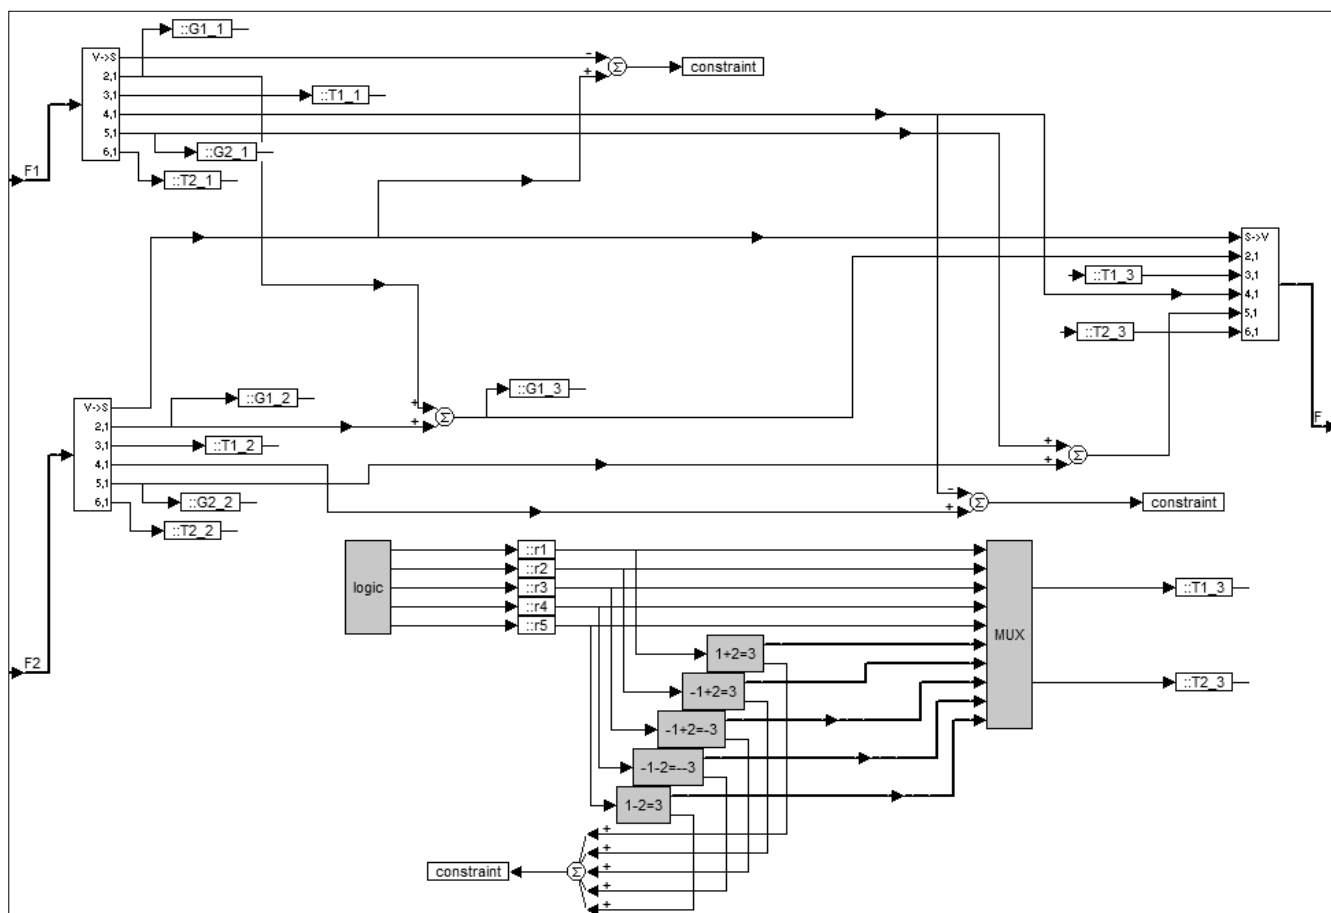 ::G1_1
V->S
-
2,1
+
Σ
constraint
3,1
::T1_1
4,1
5,1
::G2_1
6,1
F1
::T2_1
S->V
2,1
::T1_3
3,1
4,1
5,1
::T2_3
6,1
::G1_3
::G1_2
V->S
+
Σ
2,1
+
F
3,1
::T1_2
+
4,1
+
Σ
5,1
-
::G2_2
+
Σ
constraint
6,1
::T2_2
logic
::r1
::r2
::r3
::r4
::r5
MUX
::T1_3
::T2_3
F2
1+2=3
-1+2=3
-1+2=-3
-1-2=--3
1-2=3
+
+
constraint
Σ
+
+
+